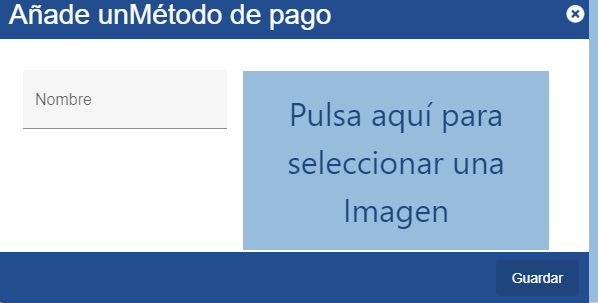 Añade unMétodo de pago
Nombre
Pulsa aquí para
seleccionar una
Imagen
Guardar